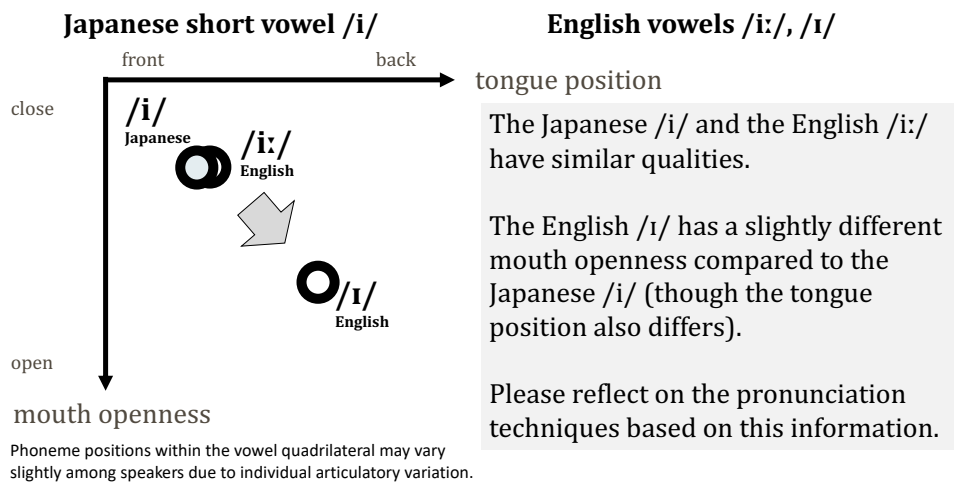 Japanese short vowel /i/
English vowels /iː/, /ɪ/
front
back
tongue position
close
/i/
Japanese
/iː/
English
/ɪ/
English
open
mouth openness
Phoneme positions within the vowel quadrilateral may vary
slightly among speakers due to individual articulatory variation.
The Japanese /i/ and the English /iː/
have similar qualities.
The English /ɪ/ has a slightly different
mouth openness compared to the
Japanese /i/ (though the tongue
position also differs).
Please reflect on the pronunciation
techniques based on this information.